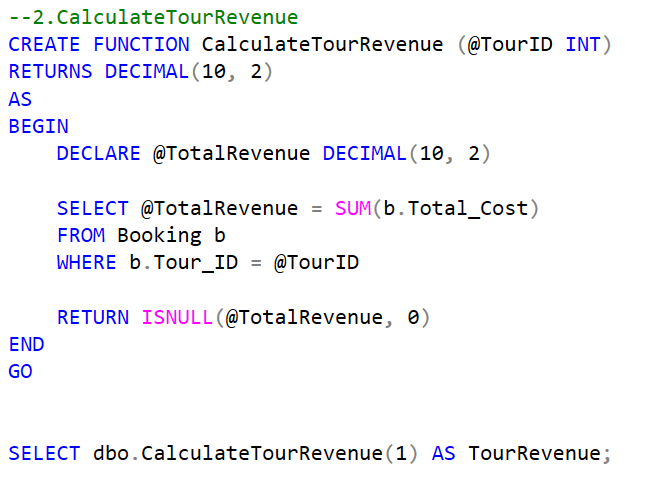 --2.CalculateTourRevenue
CREATE FUNCTION CalculateTourRevenue (@TourID INT)
RETURNS DECIMAL(10, 2)
AS
BEGIN
    DECLARE @TotalRevenue DECIMAL(10, 2)

    SELECT @TotalRevenue = SUM(b.Total_Cost)
    FROM Booking b
    WHERE b.Tour_ID = @TourID

    RETURN ISNULL(@TotalRevenue, 0)
END
GO


SELECT dbo.CalculateTourRevenue(1) AS TourRevenue;